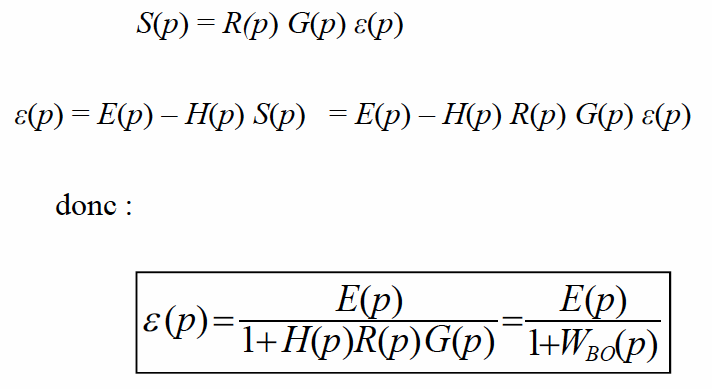 S(p) = R(p) G(p) ε(p)
ε(p) = E(p) – H(p) S(p) = E(p) – H(p) R(p) G(p) ε(p)
donc :
ε(p) = E(p) / (1+H(p)R(p)G(p)) = E(p) / (1+W_BO(p))